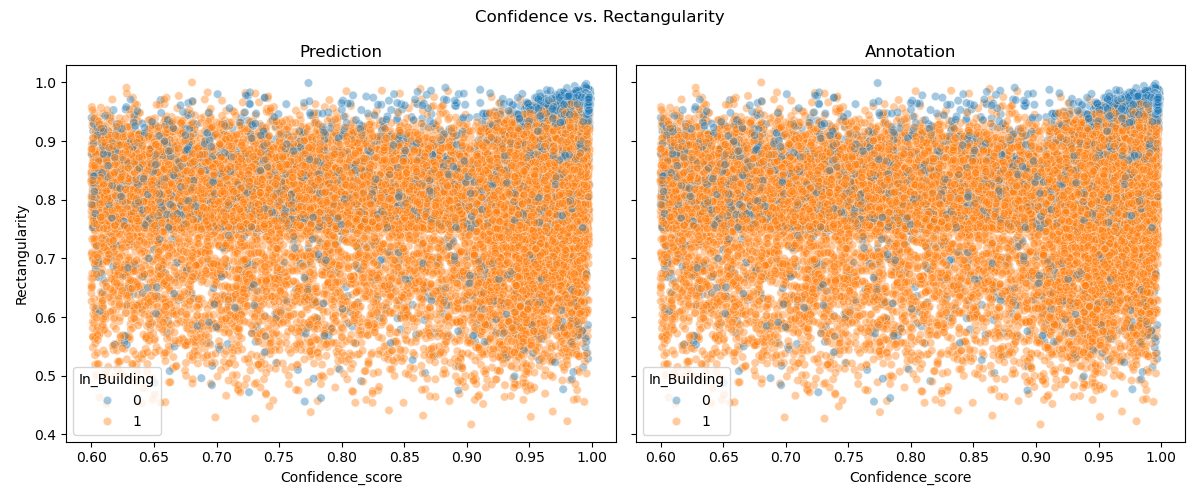 Confidence vs. Rectangularity
Prediction
Rectangularity
1.0
0.9
0.8
0.7
0.6
0.5
0.4
In_Building
0
1
0.60 0.65 0.70 0.75 0.80 0.85 0.90 0.95 1.00
Confidence_score
Annotation
In_Building
0
1
0.60 0.65 0.70 0.75 0.80 0.85 0.90 0.95 1.00
Confidence_score